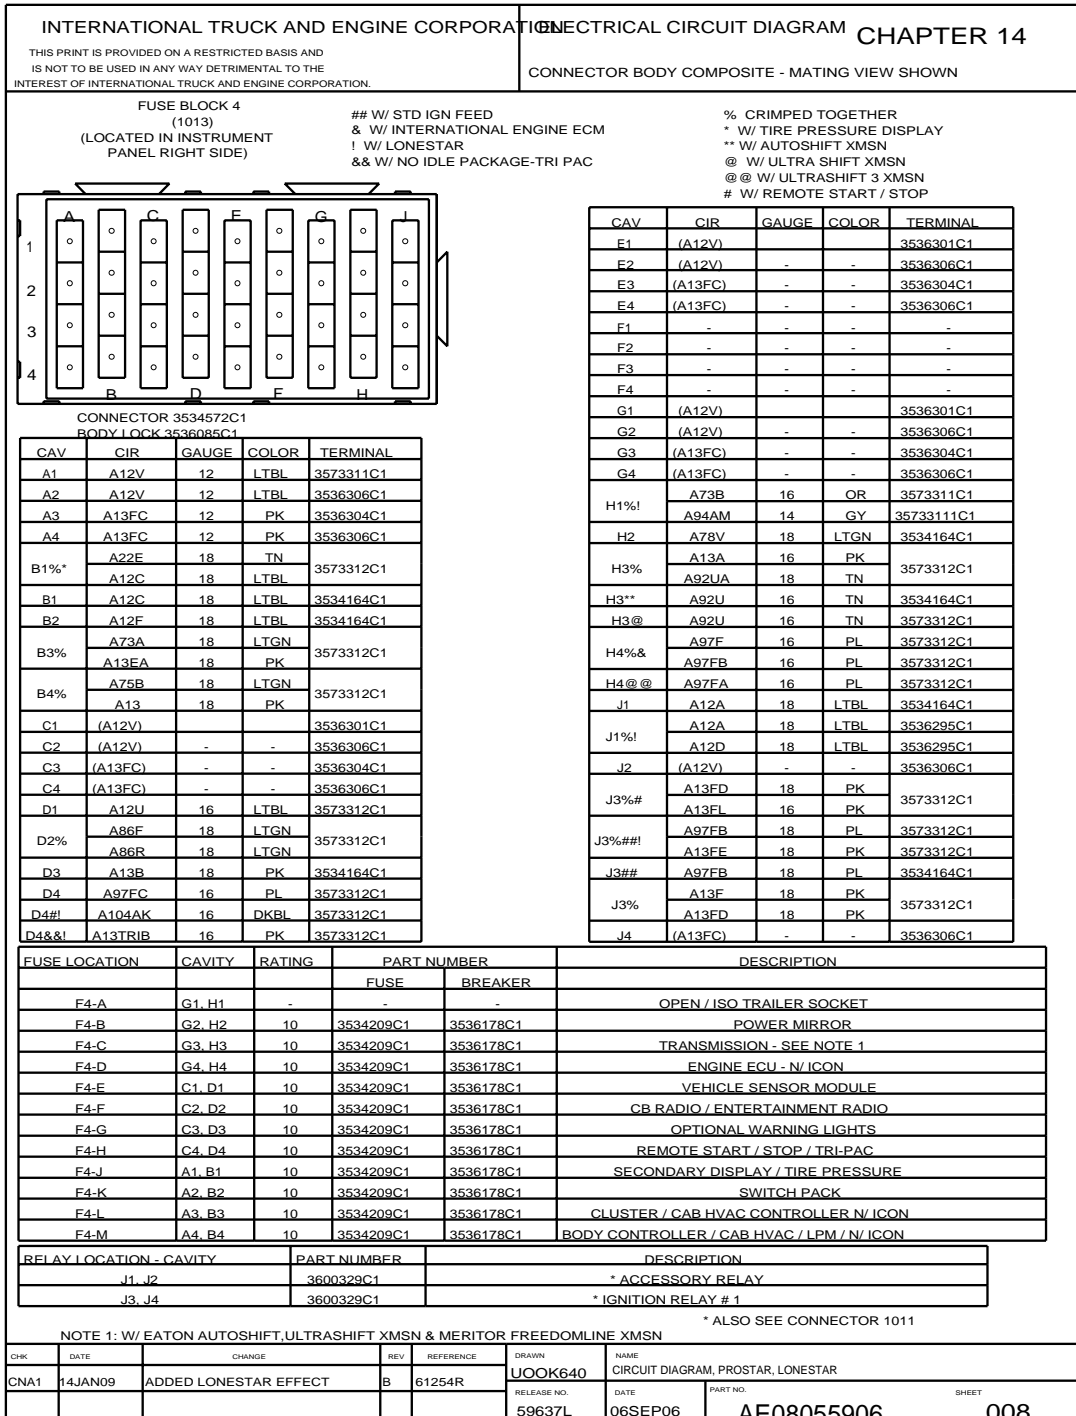 INTERNATIONAL TRUCK AND ENGINE CORPORATION
THIS PRINT IS PROVIDED ON A RESTRICTED BASIS AND
IS NOT TO BE USED IN ANY WAY DETRIMENTAL TO THE
INTEREST OF INTERNATIONAL TRUCK AND ENGINE CORPORATION.
ELECTRICAL CIRCUIT DIAGRAM CHAPTER 14
CONNECTOR BODY COMPOSITE - MATING VIEW SHOWN
FUSE BLOCK 4
(1013)
(LOCATED IN INSTRUMENT
PANEL RIGHT SIDE)
## W/ STD IGN FEED
& W/ INTERNATIONAL ENGINE ECM
! W/ LONESTAR
&& W/ NO IDLE PACKAGE-TRI PAC
% CRIMPED TOGETHER
* W/ TIRE PRESSURE DISPLAY
** W/ AUTOSHIFT XMSN
@ W/ ULTRA SHIFT XMSN
@@ W/ ULTRASHIFT 3 XMSN
# W/ REMOTE START / STOP
A C E G J
1
2
3
4
B D F H
CONNECTOR 3534572C1
BODY LOCK 3536085C1
CAV CIR GAUGE COLOR TERMINAL
A1 A12V 12 LTBL 3573311C1
A2 A12V 12 LTBL 3536306C1
A3 A13FC 12 PK 3536304C1
A4 A13FC 12 PK 3536306C1
B1%* A22E 18 TN 3573312C1
A12C 18 LTBL
B1 A12C 18 LTBL 3534164C1
B2 A12F 18 LTBL 3534164C1
B3% A73A 18 LTGN 3573312C1
A13EA 18 PK
B4% A75B 18 LTGN 3573312C1
A13 18 PK
C1 (A12V) 3536301C1
C2 (A12V) - - 3536306C1
C3 (A13FC) - - 3536304C1
C4 (A13FC) - - 3536306C1
D1 A12U 16 LTBL 3573312C1
D2% A86F 18 LTGN 3573312C1
A86R 18 LTGN
D3 A13B 18 PK 3534164C1
D4 A97FC 16 PL 3573312C1
D4#! A104AK 16 DKBL 3573312C1
D4&&! A13TRIB 16 PK 3573312C1
CAV CIR GAUGE COLOR TERMINAL
E1 (A12V) 3536301C1
E2 (A12V) - - 3536306C1
E3 (A13FC) - - 3536304C1
E4 (A13FC) - - 3536306C1
F1 - - - -
F2 - - - -
F3 - - - -
F4 - - - -
G1 (A12V) 3536301C1
G2 (A12V) - - 3536306C1
G3 (A13FC) - - 3536304C1
G4 (A13FC) - - 3536306C1
H1%! A73B 16 OR 3573311C1
A94AM 14 GY 35733111C1
H2 A78V 18 LTGN 3534164C1
H3% A13A 16 PK 3573312C1
A92UA 18 TN
H3** A92U 16 TN 3534164C1
H3@ A92U 16 TN 3573312C1
H4%& A97F 16 PL 3573312C1
A97FB 16 PL 3573312C1
H4@@ A97FA 16 PL 3573312C1
J1 A12A 18 LTBL 3534164C1
J1%! A12A 18 LTBL 3536295C1
A12D 18 LTBL 3536295C1
J2 (A12V) - - 3536306C1
J3%# A13FD 18 PK 3573312C1
A13FL 16 PK
J3%##! A97FB 18 PL 3573312C1
A13FE 18 PK 3573312C1
J3## A97FB 18 PL 3534164C1
J3% A13F 18 PK 3573312C1
A13FD 18 PK
J4 (A13FC) - - 3536306C1
FUSE LOCATION CAVITY RATING PART NUMBER DESCRIPTION
FUSE BREAKER
F4-A G1, H1 - - - OPEN / ISO TRAILER SOCKET
F4-B G2, H2 10 3534209C1 3536178C1 POWER MIRROR
F4-C G3, H3 10 3534209C1 3536178C1 TRANSMISSION - SEE NOTE 1
F4-D G4, H4 10 3534209C1 3536178C1 ENGINE ECU - N/ ICON
F4-E C1, D1 10 3534209C1 3536178C1 VEHICLE SENSOR MODULE
F4-F C2, D2 10 3534209C1 3536178C1 CB RADIO / ENTERTAINMENT RADIO
F4-G C3, D3 10 3534209C1 3536178C1 OPTIONAL WARNING LIGHTS
F4-H C4, D4 10 3534209C1 3536178C1 REMOTE START / STOP / TRI-PAC
F4-J A1, B1 10 3534209C1 3536178C1 SECONDARY DISPLAY / TIRE PRESSURE
F4-K A2, B2 10 3534209C1 3536178C1 SWITCH PACK
F4-L A3, B3 10 3534209C1 3536178C1 CLUSTER / CAB HVAC CONTROLLER N/ ICON
F4-M A4, B4 10 3534209C1 3536178C1 BODY CONTROLLER / CAB HVAC / LPM / N/ ICON
RELAY LOCATION - CAVITY PART NUMBER DESCRIPTION
J1, J2 3600329C1 * ACCESSORY RELAY
J3, J4 3600329C1 * IGNITION RELAY # 1
* ALSO SEE CONNECTOR 1011
NOTE 1: W/ EATON AUTOSHIFT,ULTRASHIFT XMSN & MERITOR FREEDOMLINE XMSN
CHK DATE CHANGE REV REFERENCE DRAWN NAME
CNA1 14JAN09 ADDED LONESTAR EFFECT B 61254R UOOK640 CIRCUIT DIAGRAM, PROSTAR, LONESTAR
RELEASE NO. DATE PART NO. SHEET
59637L 06SEP06 AE08055906 008